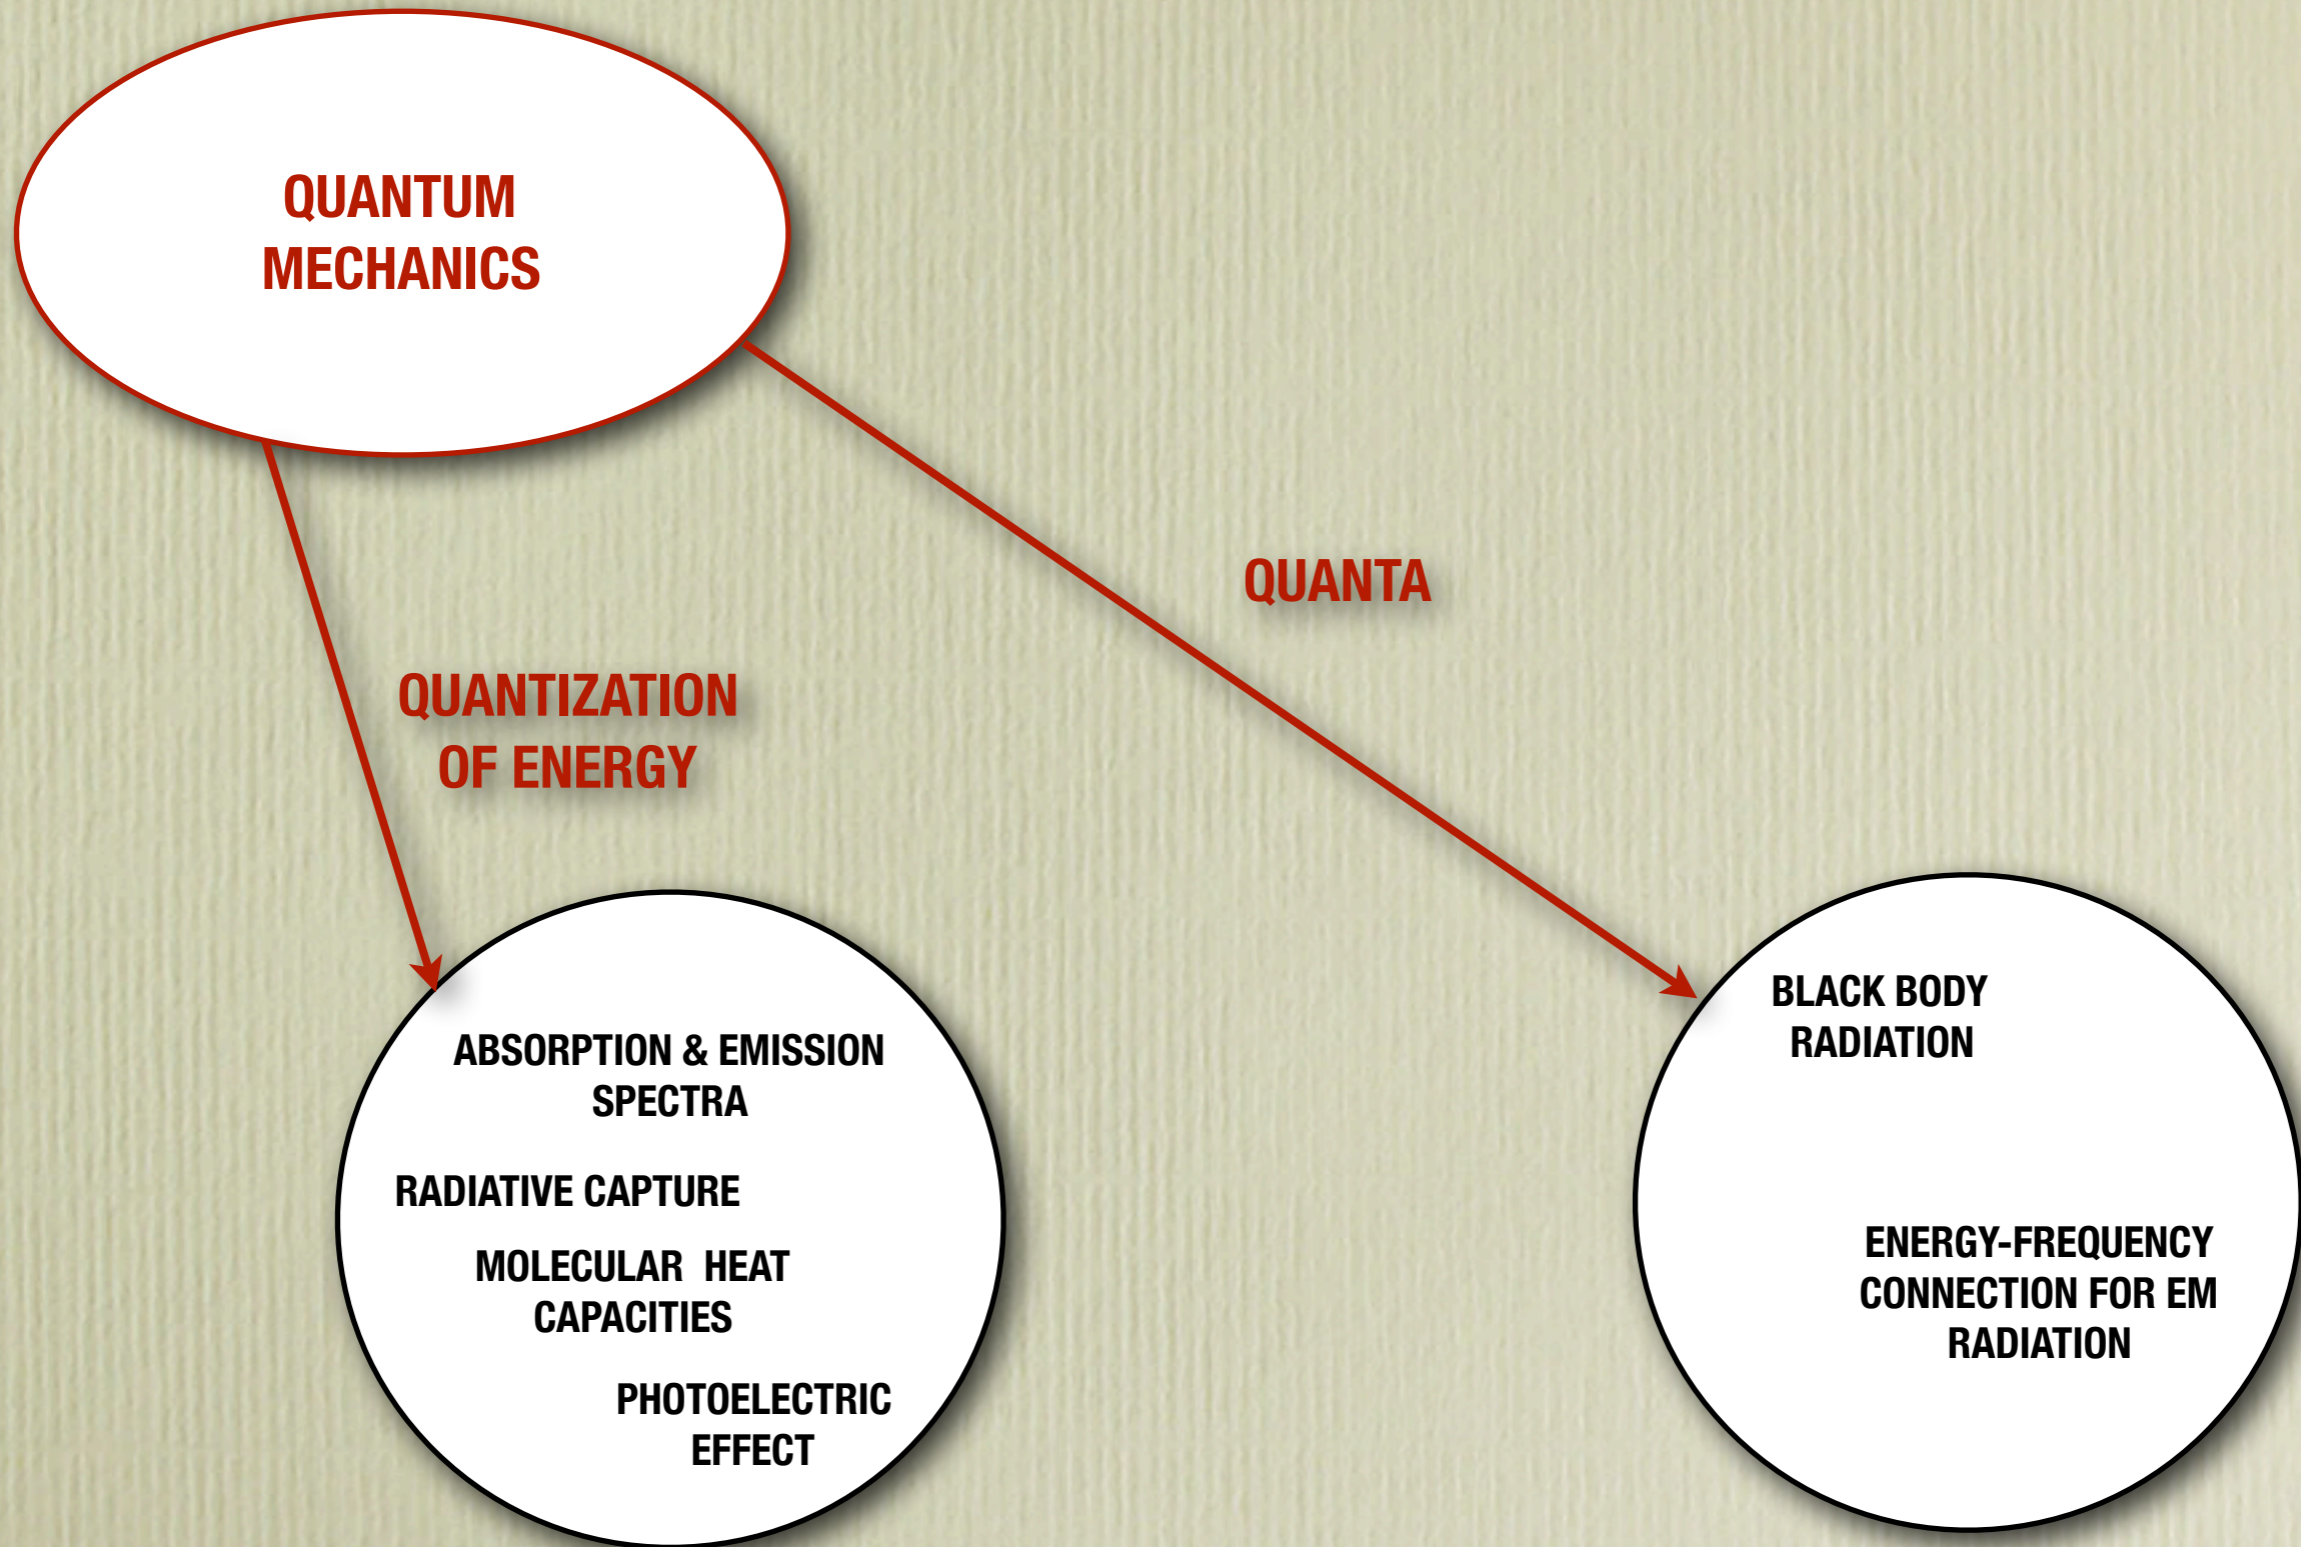 QUANTUM
MECHANICS
QUANTA
QUANTIZATION
OF ENERGY
ABSORPTION & EMISSION
SPECTRA
RADIATIVE CAPTURE
MOLECULAR HEAT
CAPACITIES
PHOTOELECTRIC
EFFECT
BLACK BODY
RADIATION
ENERGY-FREQUENCY
CONNECTION FOR EM
RADIATION